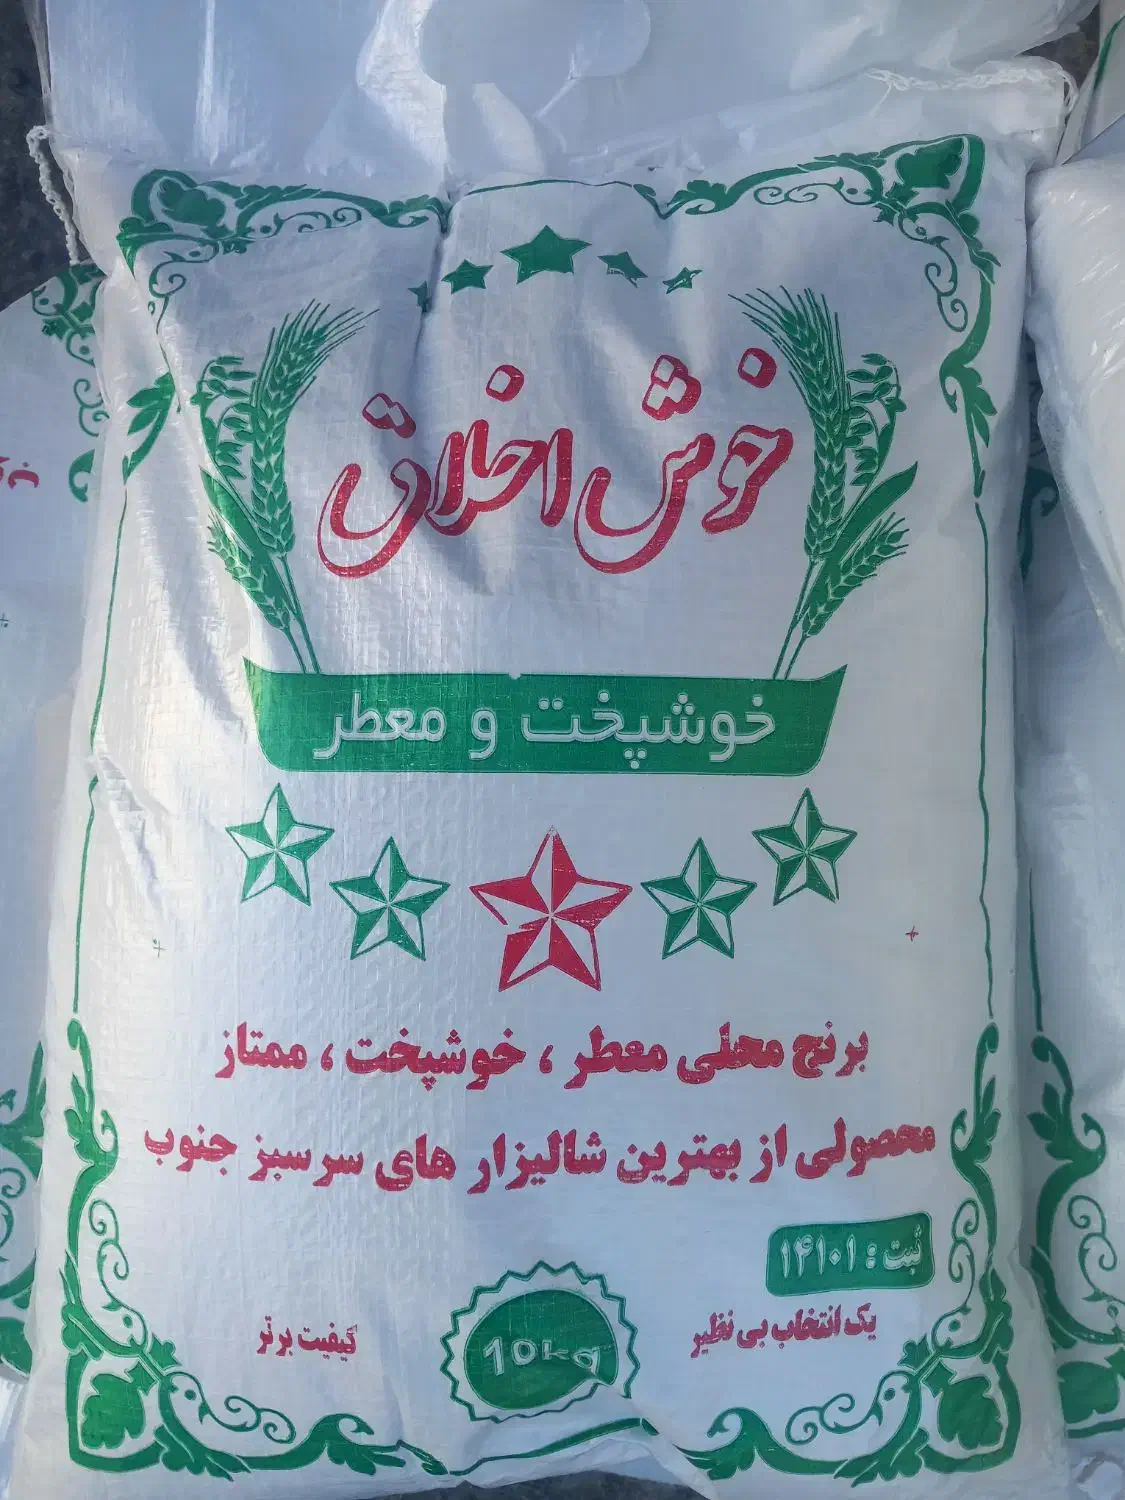 خوش اخلاق
خوشپخت و معطر
برنج محلی معطر ، خوشپخت ، ممتاز
محصولی از بهترین شالیزار های سرسبز جنوب
ثبت : ۱۴۱۰۱
یک انتخاب بی نظیر
کیفیت برتر
10kg